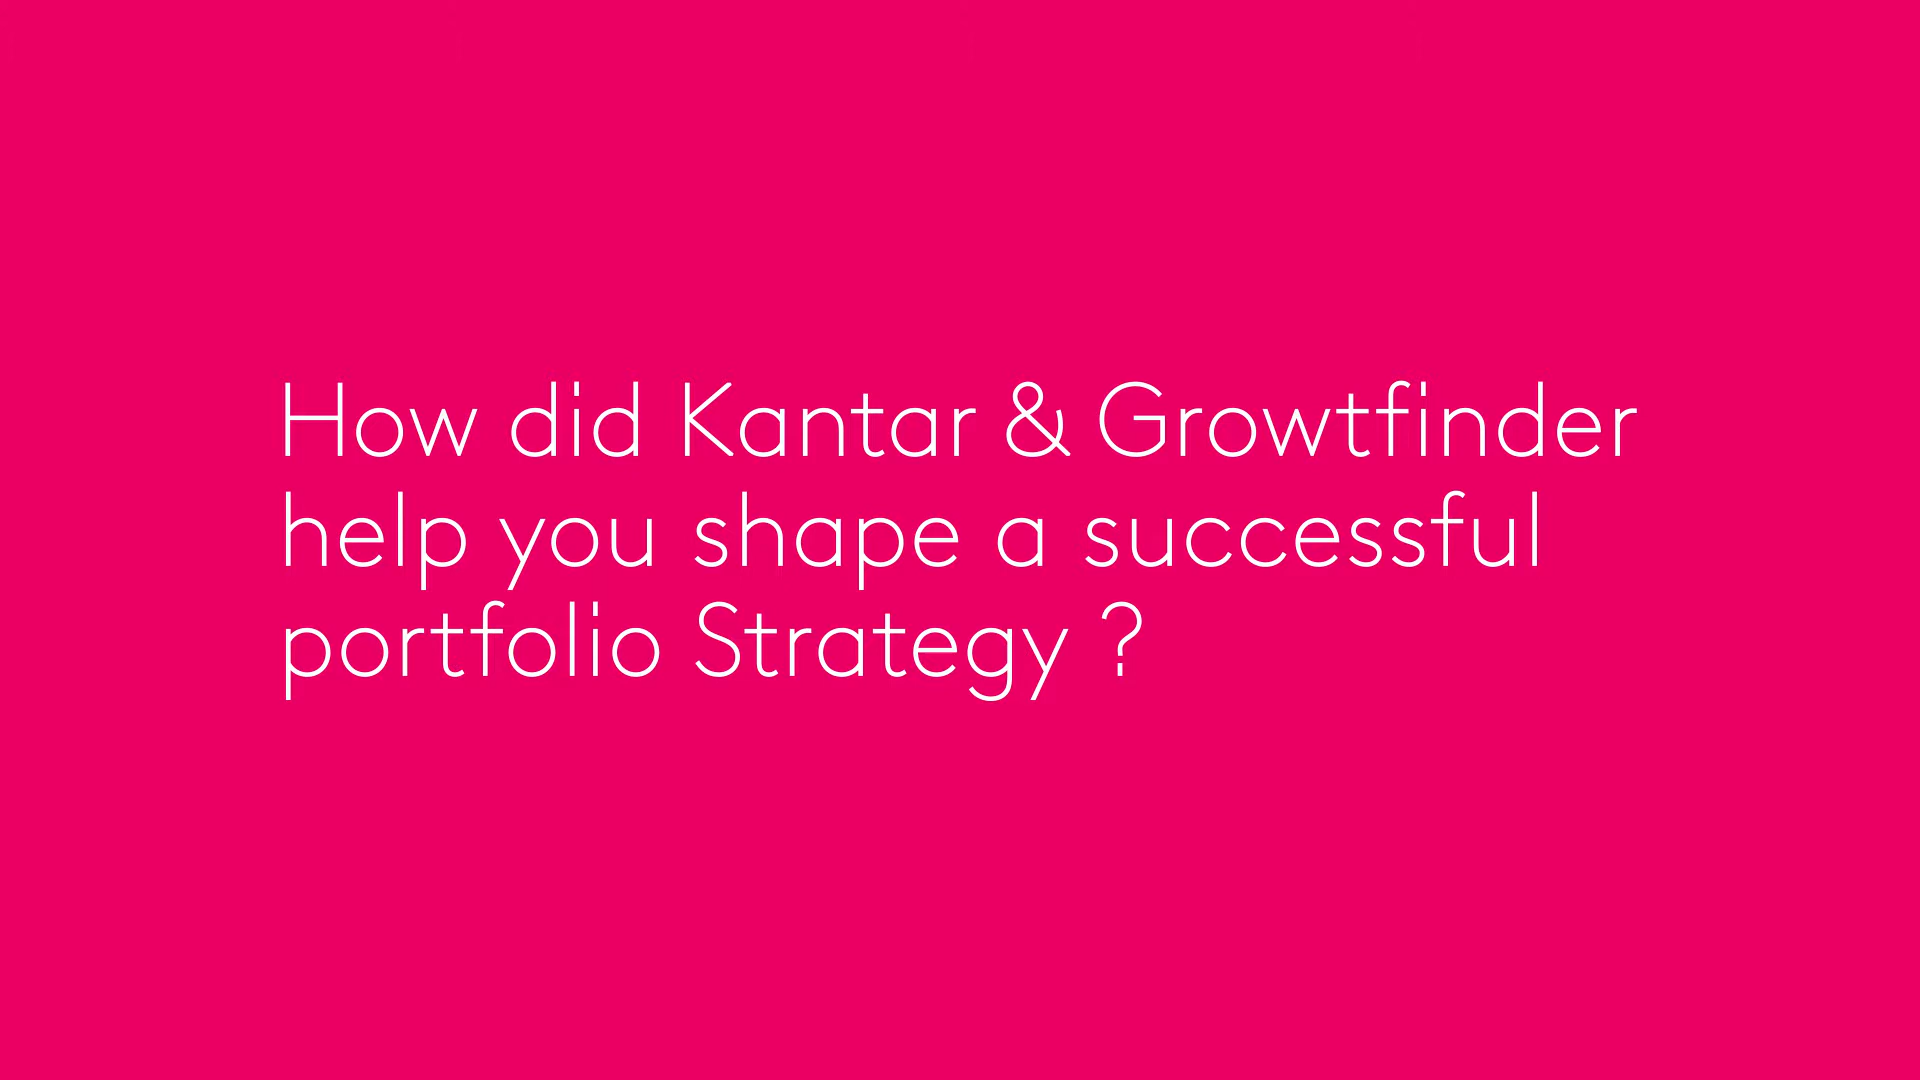 How did Kantar & Growtfinder
help you shape a successful
portfolio Strategy ?